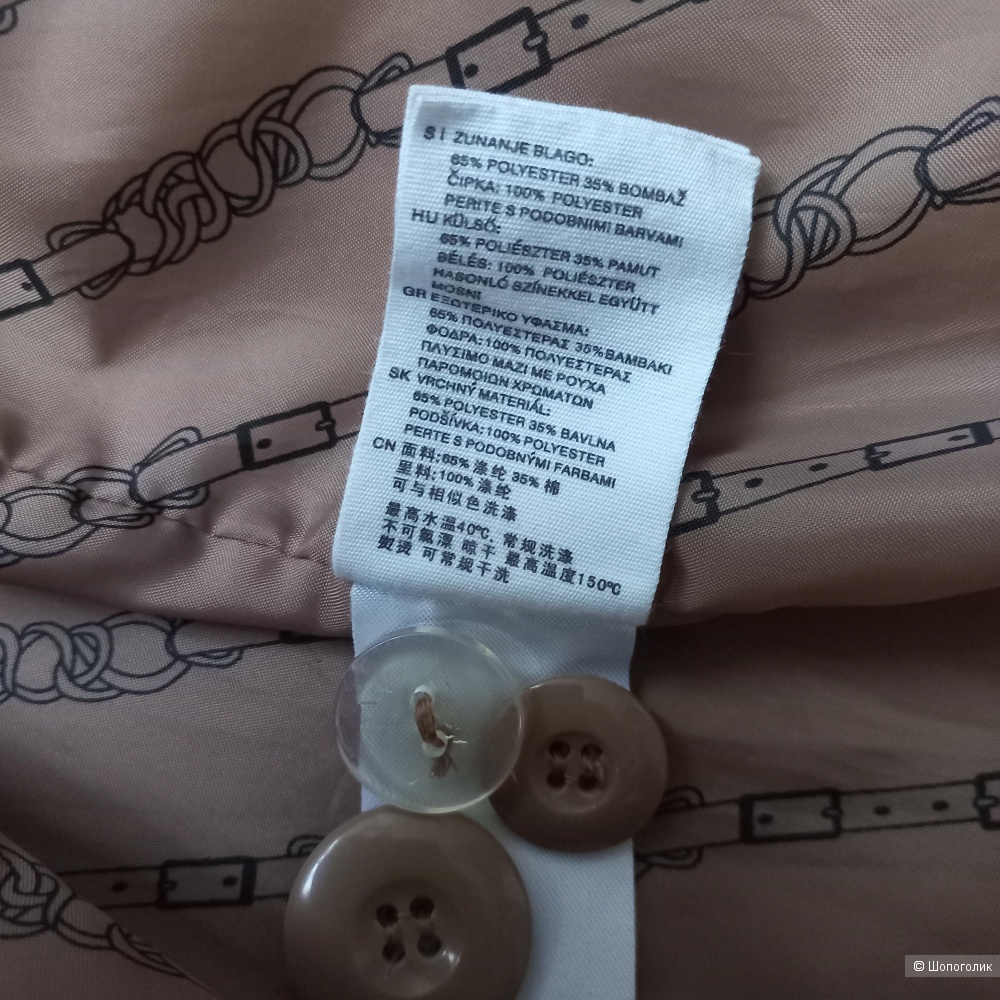 SI ZUNANJE BLAGO:
65% POLYESTER 35% BOMBAŽ
ČIPKA: 100% POLYESTER
PERITE S PODOBNIMI BARVAMI
HU KÜLSŐ:
65% POLIÉSZTER 35% PAMUT
BÉLÉS: 100% POLIÉSZTER
HASONLÓ SZÍNEKKEL EGYÜTT
MOSNI
GR ΕΞΩΤΕΡΙΚΟ ΥΦΑΣΜΑ:
65% ΠΟΛΥΕΣΤΕΡΑΣ 35%ΒΑΜΒΑΚΙ
ΦΟΔΡΑ:100% ΠΟΛΥΕΣΤΕΡΑΣ
ΠΛΥΣΙΜΟ ΜΑΖΙ ΜΕ ΡΟΥΧΑ
ΠΑΡΟΜΟΙΩΝ ΧΡΩΜΑΤΩΝ
SK VRCHNÝ MATERIÁL:
65% POLYESTER 35% BAVLNA
PODŠÍVKA:100% POLYESTER
PERTE S PODOBNÝMI FARBAMI
CN 面料:65% 涤纶 35% 棉
里料:100% 涤纶
可与相似色洗涤
最高水温40℃, 常规洗涤
不可氯漂 晾干 最高温度150℃
熨烫 可常规干洗
© Шопоголик